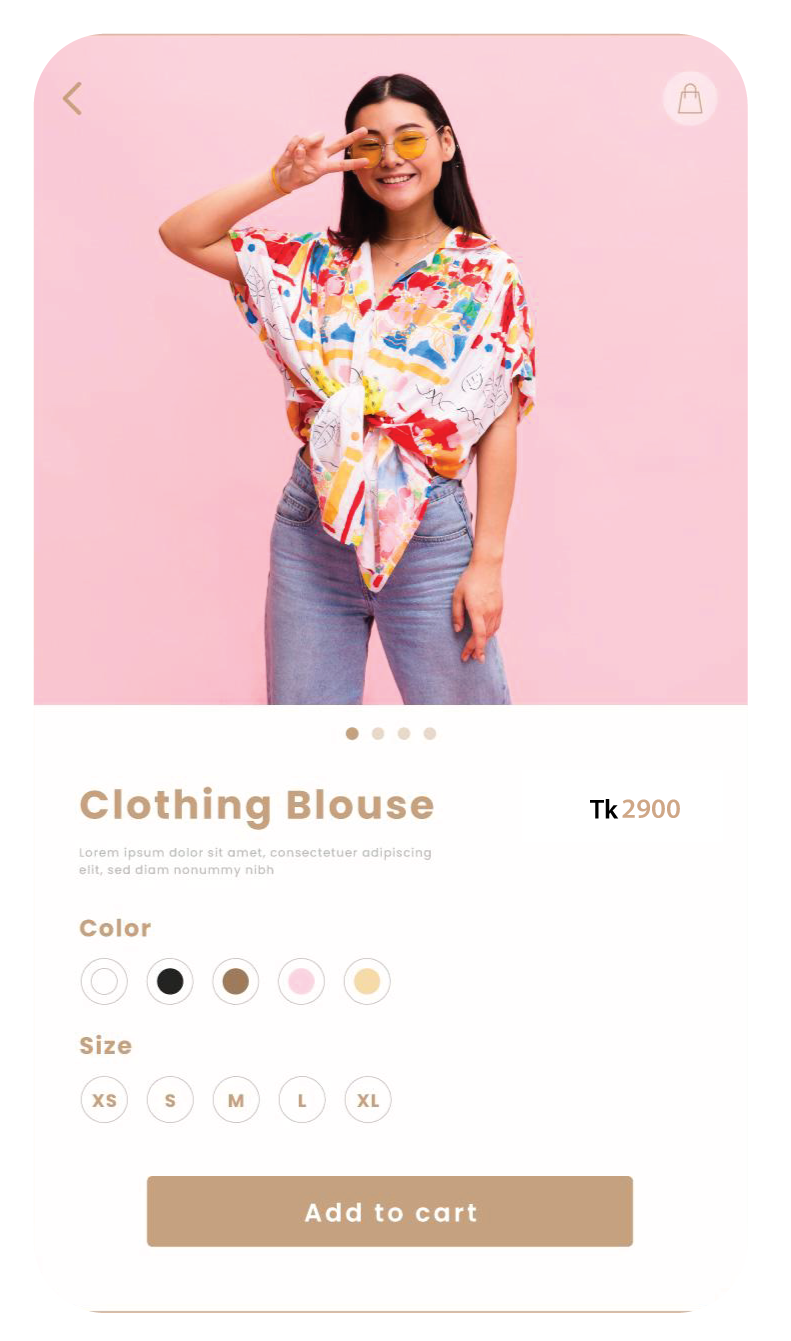 Clothing Blouse
Tk 2900
Lorem ipsum dolor sit amet, consectetuer adipiscing
elit, sed diam nonummy nibh
Color
Size
XS S M L XL
Add to cart